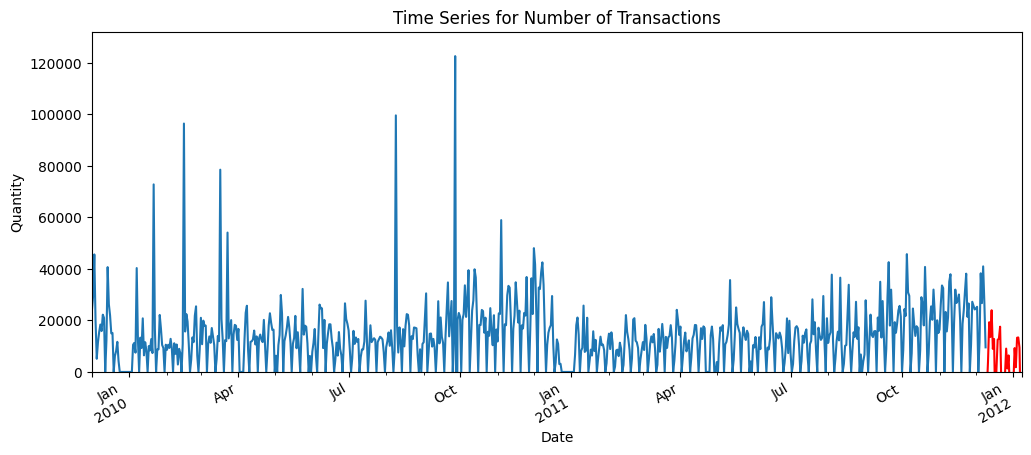 Time Series for Number of Transactions
Quantity
120000
100000
80000
60000
40000
20000
0
Jan
2010
Apr
Jul
Oct
Jan
2011
Apr
Jul
Oct
Jan
2012
Date